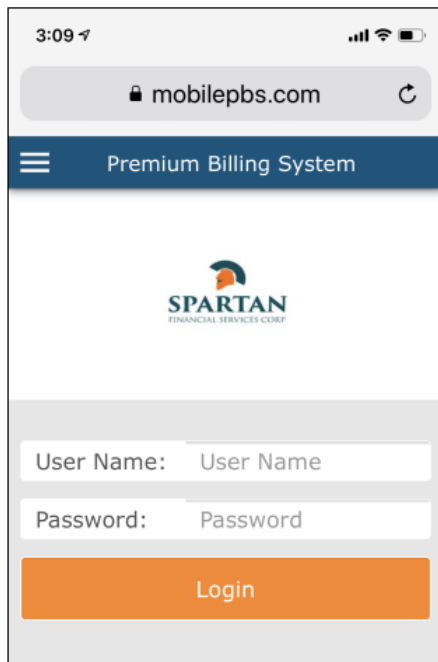 3:09
mobilepbs.com
Premium Billing System
SPARTAN
FINANCIAL SERVICES CORP
User Name: User Name
Password: Password
Login